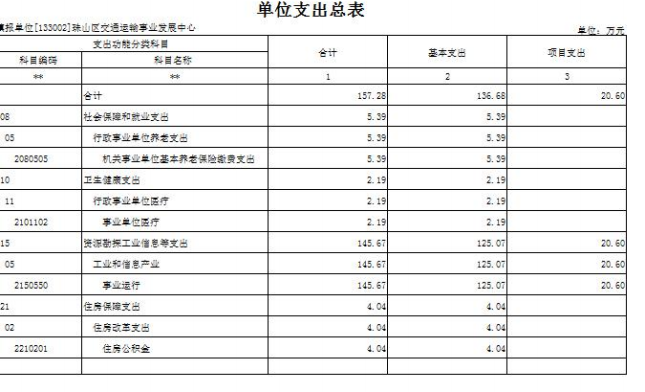 单位支出总表
填报单位[133002]珠山区交通运输事业发展中心 单位：万元
支出功能分类科目 合计 基本支出 项目支出
科目编码 科目名称
** ** 1 2 3
合计 157.28 136.68 20.60
08 社会保障和就业支出 5.39 5.39
05 行政事业单位养老支出 5.39 5.39
2080505 机关事业单位基本养老保险缴费支出 5.39 5.39
10 卫生健康支出 2.19 2.19
11 行政事业单位医疗 2.19 2.19
2101102 事业单位医疗 2.19 2.19
15 资源勘探工业信息等支出 145.67 125.07 20.60
05 工业和信息产业 145.67 125.07 20.60
2150550 事业运行 145.67 125.07 20.60
21 住房保障支出 4.04 4.04
02 住房改革支出 4.04 4.04
2210201 住房公积金 4.04 4.04